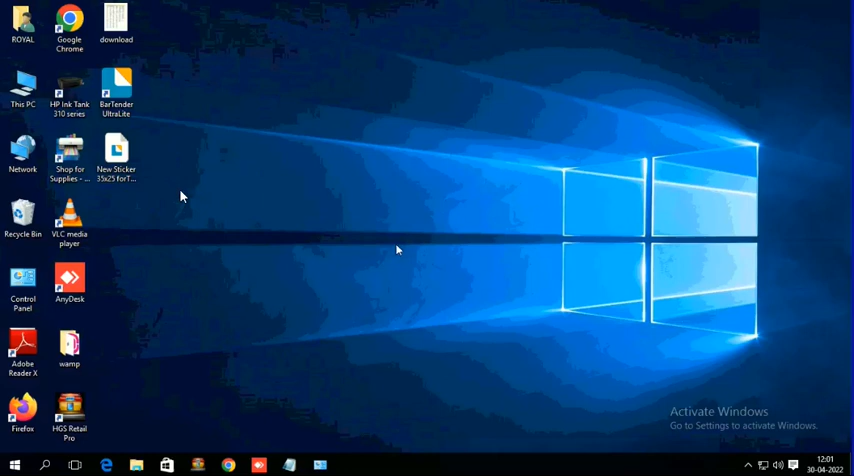 ROYAL
Google
Chrome
download
This PC
HP Ink Tank
310 series
BarTender
UltraLite
Network
Shop for
Supplies - ...
New Sticker
35x25 forT...
Recycle Bin
VLC media
player
Control
Panel
AnyDesk
Adobe
Reader X
wamp
Firefox
HGS Retail
Pro
Activate Windows
Go to Settings to activate Windows.
12:01
30-04-2022